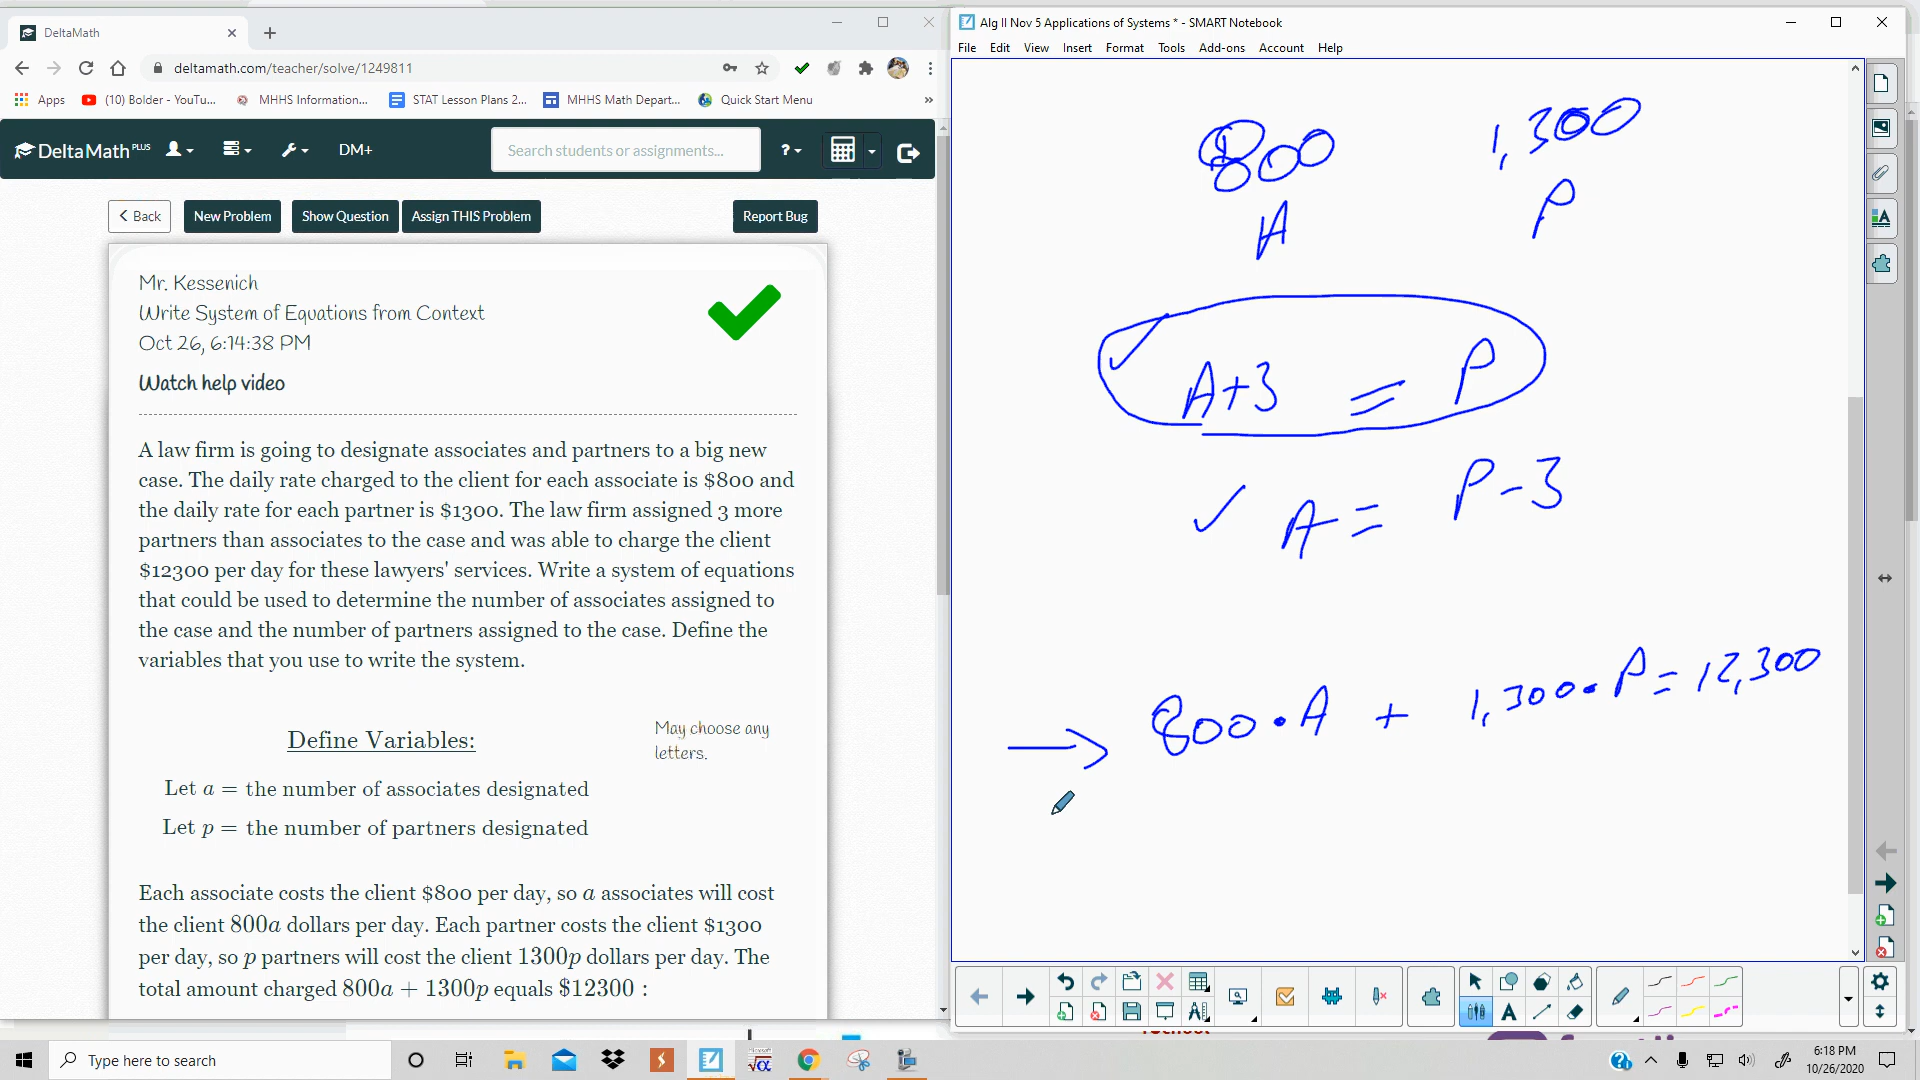 DeltaMath
Alg II Nov 5 Applications of Systems * - SMART Notebook
File Edit View Insert Format Tools Add-ons Account Help
deltamath.com/teacher/solve/1249811
Apps (10) Bolder - YouTu... MHHS Information... STAT Lesson Plans 2... MHHS Math Depart... Quick Start Menu »
DeltaMath PLUS DM+ Search students or assignments... ?
Back New Problem Show Question Assign THIS Problem Report Bug
Mr. Kessenich
Write System of Equations from Context
Oct 26, 6:14:38 PM
Watch help video
A law firm is going to designate associates and partners to a big new
case. The daily rate charged to the client for each associate is $800 and
the daily rate for each partner is $1300. The law firm assigned 3 more
partners than associates to the case and was able to charge the client
$12300 per day for these lawyers' services. Write a system of equations
that could be used to determine the number of associates assigned to
the case and the number of partners assigned to the case. Define the
variables that you use to write the system.
Define Variables:
May choose any
letters.
Let a = the number of associates designated
Let p = the number of partners designated
Each associate costs the client $800 per day, so a associates will cost
the client 800a dollars per day. Each partner costs the client $1300
per day, so p partners will cost the client 1300p dollars per day. The
total amount charged 800a + 1300p equals $12300 :
800 1,300
A P
A+3 = P
A = P-3
800•A + 1,300•P = 12,300
Type here to search
6:18 PM
10/26/2020